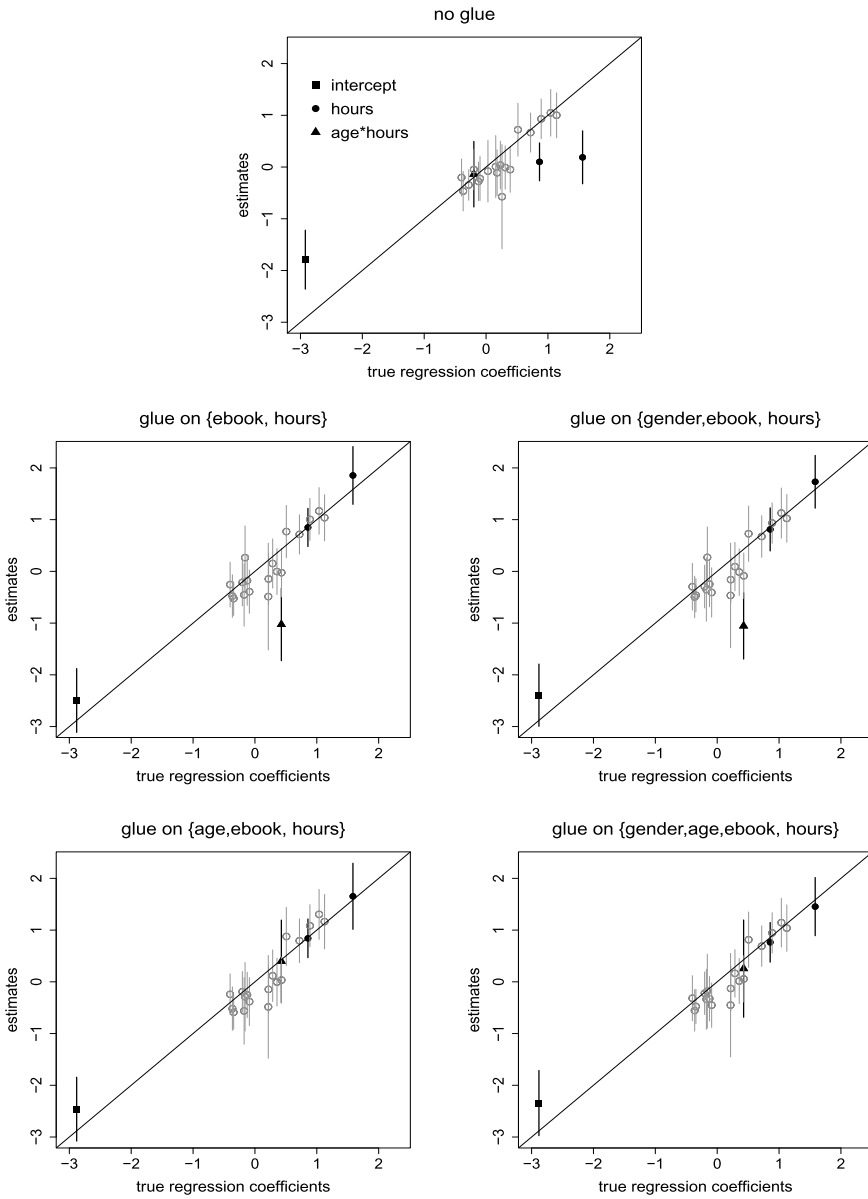 no glue
intercept
hours
age*hours
estimates
2
1
0
−1
−2
−3
−3 −2 −1 0 1 2
true regression coefficients
glue on {ebook, hours}
estimates
2
1
0
−1
−2
−3
−3 −2 −1 0 1 2
true regression coefficients
glue on {gender,ebook, hours}
estimates
2
1
0
−1
−2
−3
−3 −2 −1 0 1 2
true regression coefficients
glue on {age,ebook, hours}
estimates
2
1
0
−1
−2
−3
−3 −2 −1 0 1 2
true regression coefficients
glue on {gender,age,ebook, hours}
estimates
2
1
0
−1
−2
−3
−3 −2 −1 0 1 2
true regression coefficients